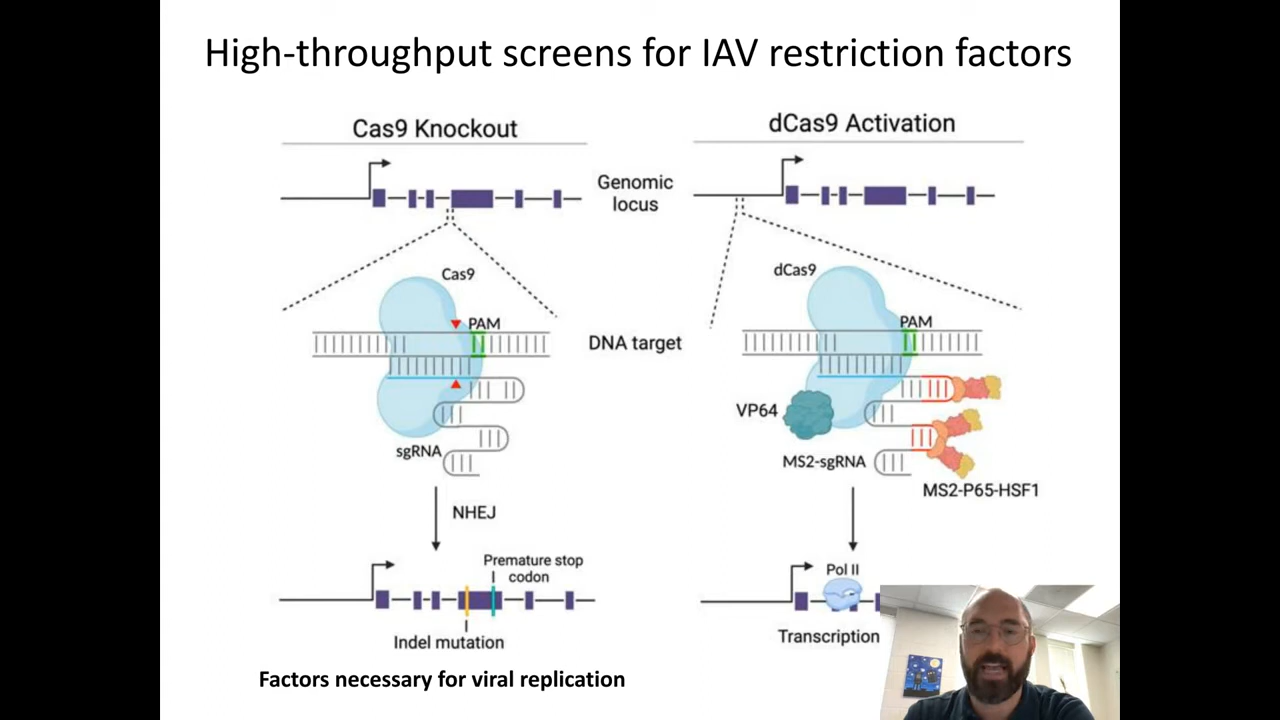 High-throughput screens for IAV restriction factors
Cas9 Knockout
dCas9 Activation
Genomic
locus
Cas9
PAM
sgRNA
DNA target
dCas9
PAM
VP64
MS2-sgRNA
MS2-P65-HSF1
NHEJ
Premature stop
codon
Indel mutation
Pol II
Transcription
Factors necessary for viral replication